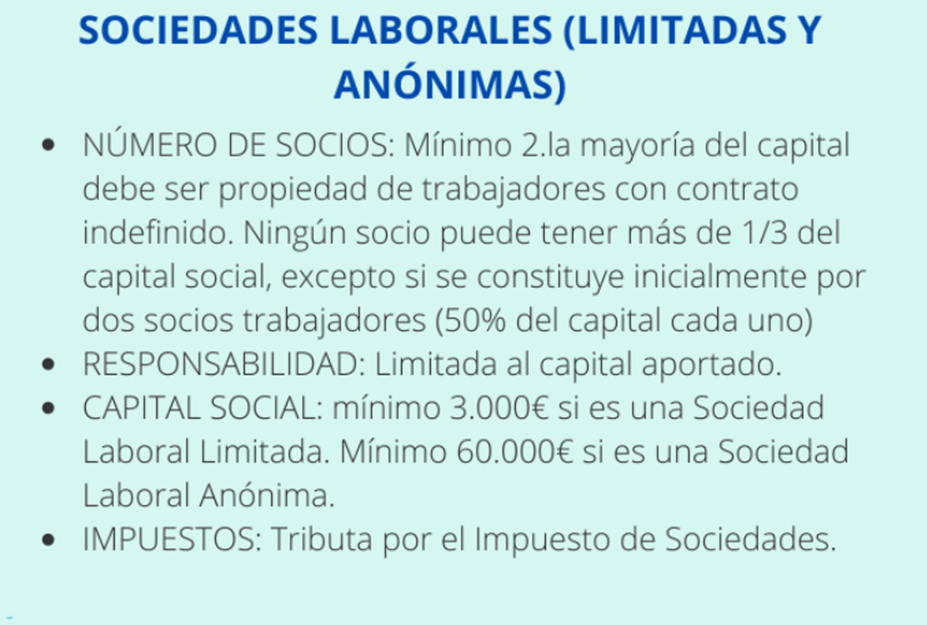 SOCIEDADES LABORALES (LIMITADAS Y
ANÓNIMAS)
• NÚMERO DE SOCIOS: Mínimo 2.la mayoría del capital
debe ser propiedad de trabajadores con contrato
indefinido. Ningún socio puede tener más de 1/3 del
capital social, excepto si se constituye inicialmente por
dos socios trabajadores (50% del capital cada uno)
• RESPONSABILIDAD: Limitada al capital aportado.
• CAPITAL SOCIAL: mínimo 3.000€ si es una Sociedad
Laboral Limitada. Mínimo 60.000€ si es una Sociedad
Laboral Anónima.
• IMPUESTOS: Tributa por el Impuesto de Sociedades.